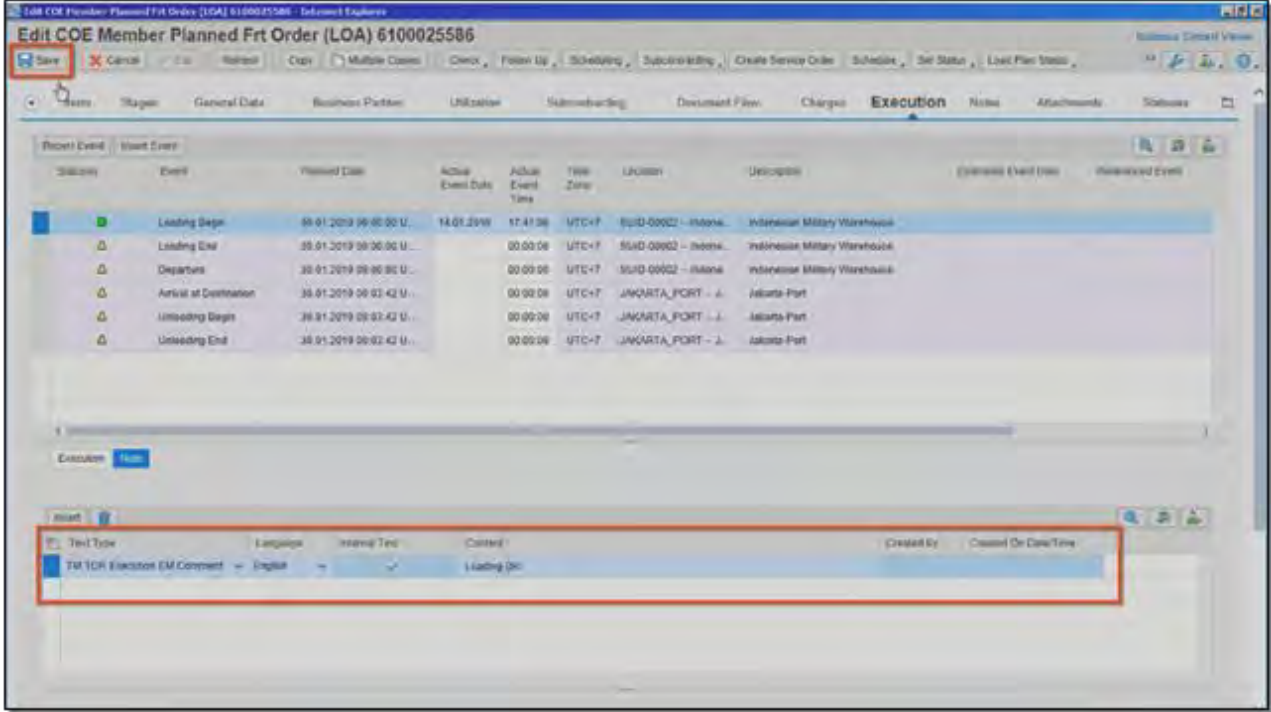 Edit COE Member Planned Frt Order (LOA) 6100025586 - Internet Explorer
Edit COE Member Planned Frt Order (LOA) 6100025586
Business Context Viewer
Save Cancel Edit Refresh Copy Multiple Copies Check Follow Up Scheduling Subcontracting Create Service Order Schedule Set Status Load Plan Status
Items Stages General Data Business Partner Utilization Subcontracting Document Flow Charges Execution Notes Attachments Statuses
Report Event Insert Event
Event Planned Date Actual Event Date Actual Event Time Time Zone Location Description Estimated Event Date
Loading Begin 14.01.2019 17:41:36 UTC+7 Indonesian Military Warehouse
Loading End 00:00:00 UTC+7 Indonesian Military Warehouse
Departure 00:00:00 UTC+7 Indonesian Military Warehouse
Arrival at Destination 00:00:00 UTC+7 JAKARTA_PORT - J... Jakarta Port
Unloading Begin 00:00:00 UTC+7 JAKARTA_PORT - J... Jakarta Port
Unloading End 00:00:00 UTC+7 JAKARTA_PORT - J... Jakarta Port
Execution Note
Insert
Text Type Language Internal Text Content Created By Created On Date/Time
TM TOR Execution EM Comment English Loading